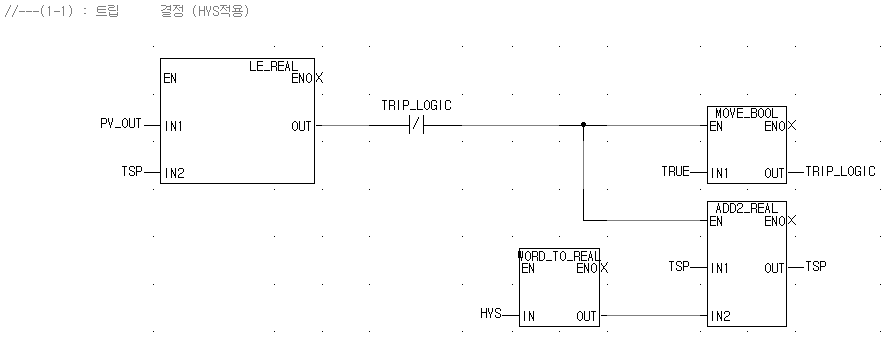 //---(1-1) : 트립 결정 (HYS적용)
LE_REAL
EN ENO
TRIP_LOGIC
MOVE_BOOL
PV_OUT IN1 OUT
EN ENO
TSP IN2
TRUE IN1 OUT TRIP_LOGIC
ADD2_REAL
EN ENO
WORD_TO_REAL
EN ENO
TSP IN1 OUT TSP
HYS IN OUT
IN2